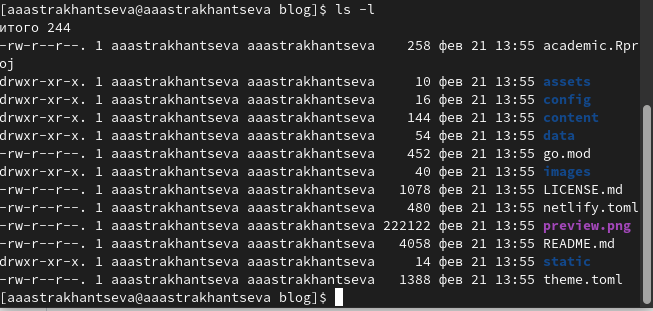 [aaastrakhantseva@aaastrakhantseva blog]$ ls -l
итого 244
-rw-r--r--. 1 aaastrakhantseva aaastrakhantseva    258 фев 21 13:55 academic.Rpr
oj
drwxr-xr-x. 1 aaastrakhantseva aaastrakhantseva     10 фев 21 13:55 assets
drwxr-xr-x. 1 aaastrakhantseva aaastrakhantseva     16 фев 21 13:55 config
drwxr-xr-x. 1 aaastrakhantseva aaastrakhantseva    144 фев 21 13:55 content
drwxr-xr-x. 1 aaastrakhantseva aaastrakhantseva     54 фев 21 13:55 data
-rw-r--r--. 1 aaastrakhantseva aaastrakhantseva    452 фев 21 13:55 go.mod
drwxr-xr-x. 1 aaastrakhantseva aaastrakhantseva     40 фев 21 13:55 images
-rw-r--r--. 1 aaastrakhantseva aaastrakhantseva   1078 фев 21 13:55 LICENSE.md
-rw-r--r--. 1 aaastrakhantseva aaastrakhantseva    480 фев 21 13:55 netlify.toml
-rw-r--r--. 1 aaastrakhantseva aaastrakhantseva 222122 фев 21 13:55 preview.png
-rw-r--r--. 1 aaastrakhantseva aaastrakhantseva   4058 фев 21 13:55 README.md
drwxr-xr-x. 1 aaastrakhantseva aaastrakhantseva     14 фев 21 13:55 static
-rw-r--r--. 1 aaastrakhantseva aaastrakhantseva   1388 фев 21 13:55 theme.toml
[aaastrakhantseva@aaastrakhantseva blog]$